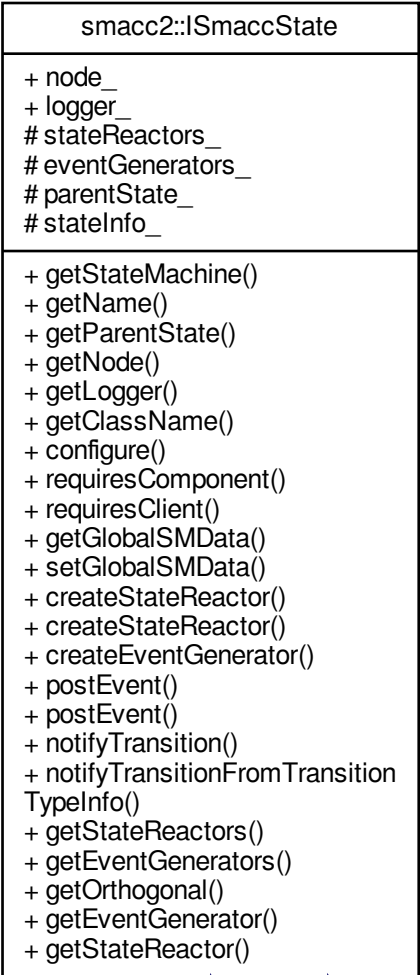 smacc2::ISmaccState
+ node_
+ logger_
# stateReactors_
# eventGenerators_
# parentState_
# stateInfo_
+ getStateMachine()
+ getName()
+ getParentState()
+ getNode()
+ getLogger()
+ getClassName()
+ configure()
+ requiresComponent()
+ requiresClient()
+ getGlobalSMData()
+ setGlobalSMData()
+ createStateReactor()
+ createStateReactor()
+ createEventGenerator()
+ postEvent()
+ postEvent()
+ notifyTransition()
+ notifyTransitionFromTransition
TypeInfo()
+ getStateReactors()
+ getEventGenerators()
+ getOrthogonal()
+ getEventGenerator()
+ getStateReactor()